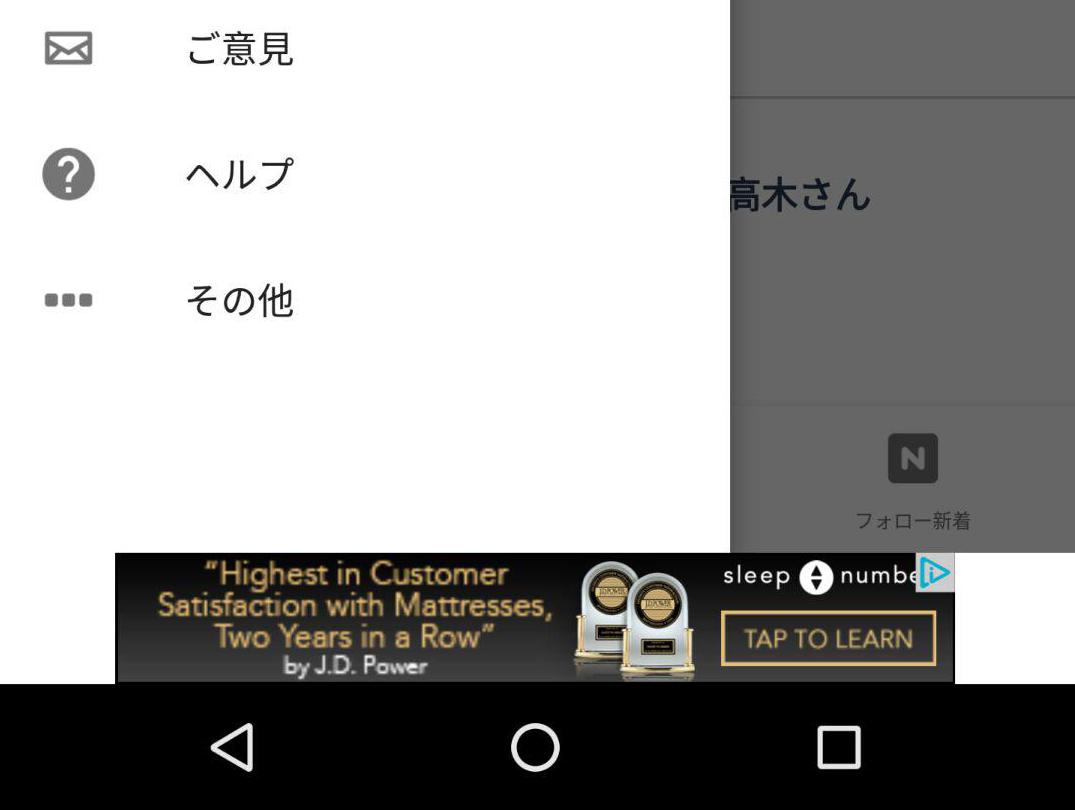 ご意見
ヘルプ
その他
高木さん
フォロー新着
"Highest in Customer
Satisfaction with Mattresses,
Two Years in a Row"
by J.D. Power
sleep numbe
TAP TO LEARN